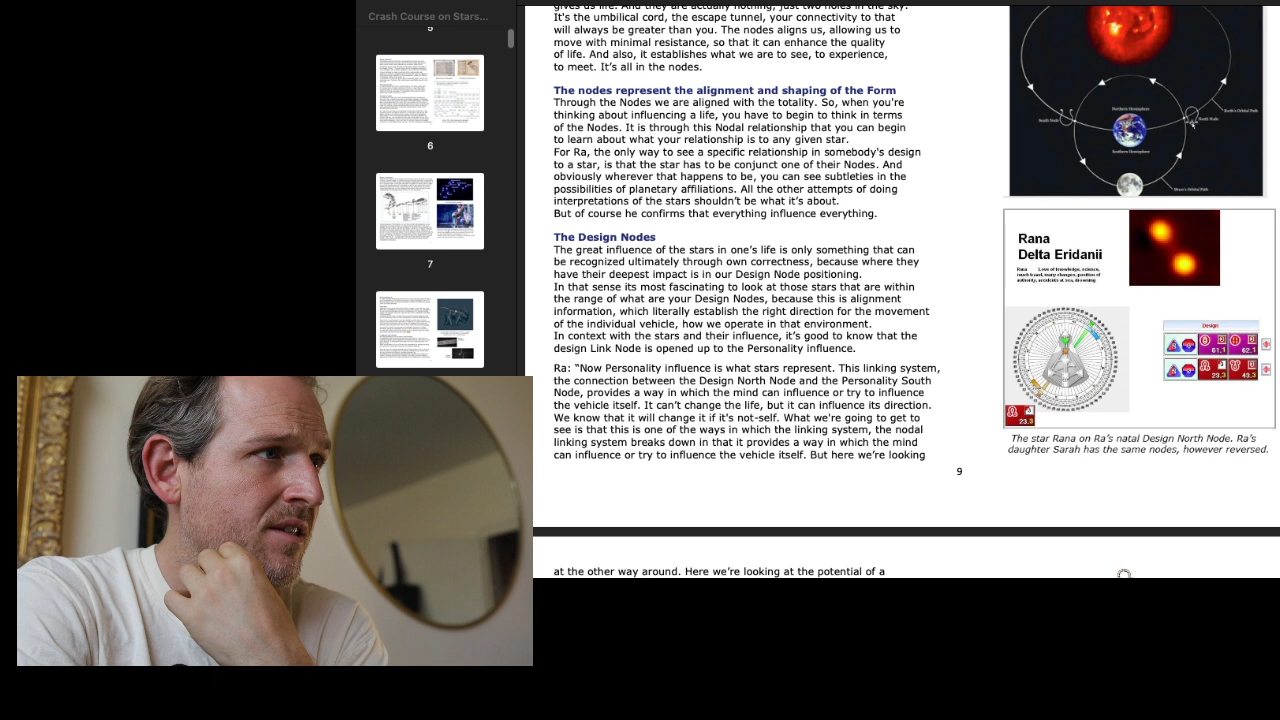 Crash Course on Stars...
5
6
7
gives us life. And they are actually nothing, just two holes in the sky.
It's the umbilical cord, the escape tunnel, your connectivity to that
will always be greater than you. The nodes aligns us, allowing us to
move with minimal resistance, so that it can enhance the quality
of life. And also, it establishes what we are to see, to experience,
to meet. It's all in the nodes.
The nodes represent the alignment and shaping of the Form
Through the Nodes we are aligned with the totality. So, when you're
thinking about influencing a life, you have to begin to think in terms
of the Nodes. It is through this Nodal relationship that you can begin
to learn about what your relationship is to any given star.
For Ra, the only way to see a specific relationship in somebody's design
to a star, is that the star has to be conjunct one of their Nodes. And
obviously wherever that happens to be, you can see subtleties in the
possibilities of planetary affiliations. All the other attempts of doing
interpretations of the stars shouldn't be what it's about.
But of course he confirms that everything influence everything.
The Design Nodes
The great influence of the stars in one's life is only something that can
be recognized ultimately through own correctness, because where they
have their deepest impact is in our Design Node positioning.
In that sense its most fascinating to look at those stars that are within
the range of what are your Design Nodes, because this is alignment
information, which literally establishes the right direction for the movement
of an individual vehicle, how we operate in that environment.
In context with the stars and their influence, it's good to know that the
design Link Node is opened up to the Personality influence.
Ra: "Now Personality influence is what stars represent. This linking system,
the connection between the Design North Node and the Personality South
Node, provides a way in which the mind can influence or try to influence
the vehicle itself. It can't change the life, but it can influence its direction.
We know that it will change it if it's not-self. What we're going to get to
see is that this is one of the ways in which the linking system, the nodal
linking system breaks down in that it provides a way in which the mind
can influence or try to influence the vehicle itself. But here we're looking
9
at the other way around. Here we're looking at the potential of a
Northern Hemisphere
Southern Hemisphere
South Node
North Node
Earth's Orbital Path
Moon's Orbital Path
Rana
Delta Eridanii
Rana Love of knowledge, science,
Design
61,1
62,1
23,3
43,3
23,3
The star Rana on Ra's natal Design North Node. Ra's
daughter Sarah has the same nodes, however reversed.